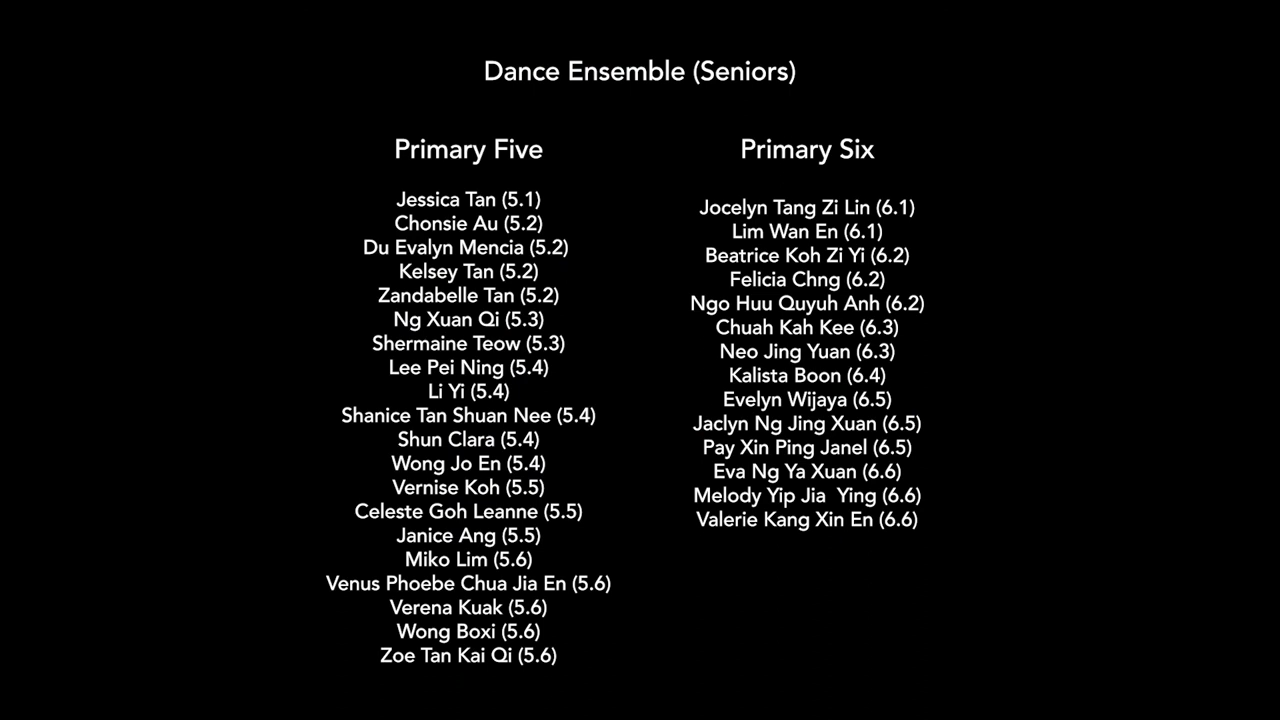 Dance Ensemble (Seniors)
Primary Five
Jessica Tan (5.1)
Chonsie Au (5.2)
Du Evalyn Mencia (5.2)
Kelsey Tan (5.2)
Zandabelle Tan (5.2)
Ng Xuan Qi (5.3)
Shermaine Teow (5.3)
Lee Pei Ning (5.4)
Li Yi (5.4)
Shanice Tan Shuan Nee (5.4)
Shun Clara (5.4)
Wong Jo En (5.4)
Vernise Koh (5.5)
Celeste Goh Leanne (5.5)
Janice Ang (5.5)
Miko Lim (5.6)
Venus Phoebe Chua Jia En (5.6)
Verena Kuak (5.6)
Wong Boxi (5.6)
Zoe Tan Kai Qi (5.6)
Primary Six
Jocelyn Tang Zi Lin (6.1)
Lim Wan En (6.1)
Beatrice Koh Zi Yi (6.2)
Felicia Chng (6.2)
Ngo Huu Quyuh Anh (6.2)
Chuah Kah Kee (6.3)
Neo Jing Yuan (6.3)
Kalista Boon (6.4)
Evelyn Wijaya (6.5)
Jaclyn Ng Jing Xuan (6.5)
Pay Xin Ping Janel (6.5)
Eva Ng Ya Xuan (6.6)
Melody Yip Jia  Ying (6.6)
Valerie Kang Xin En (6.6)